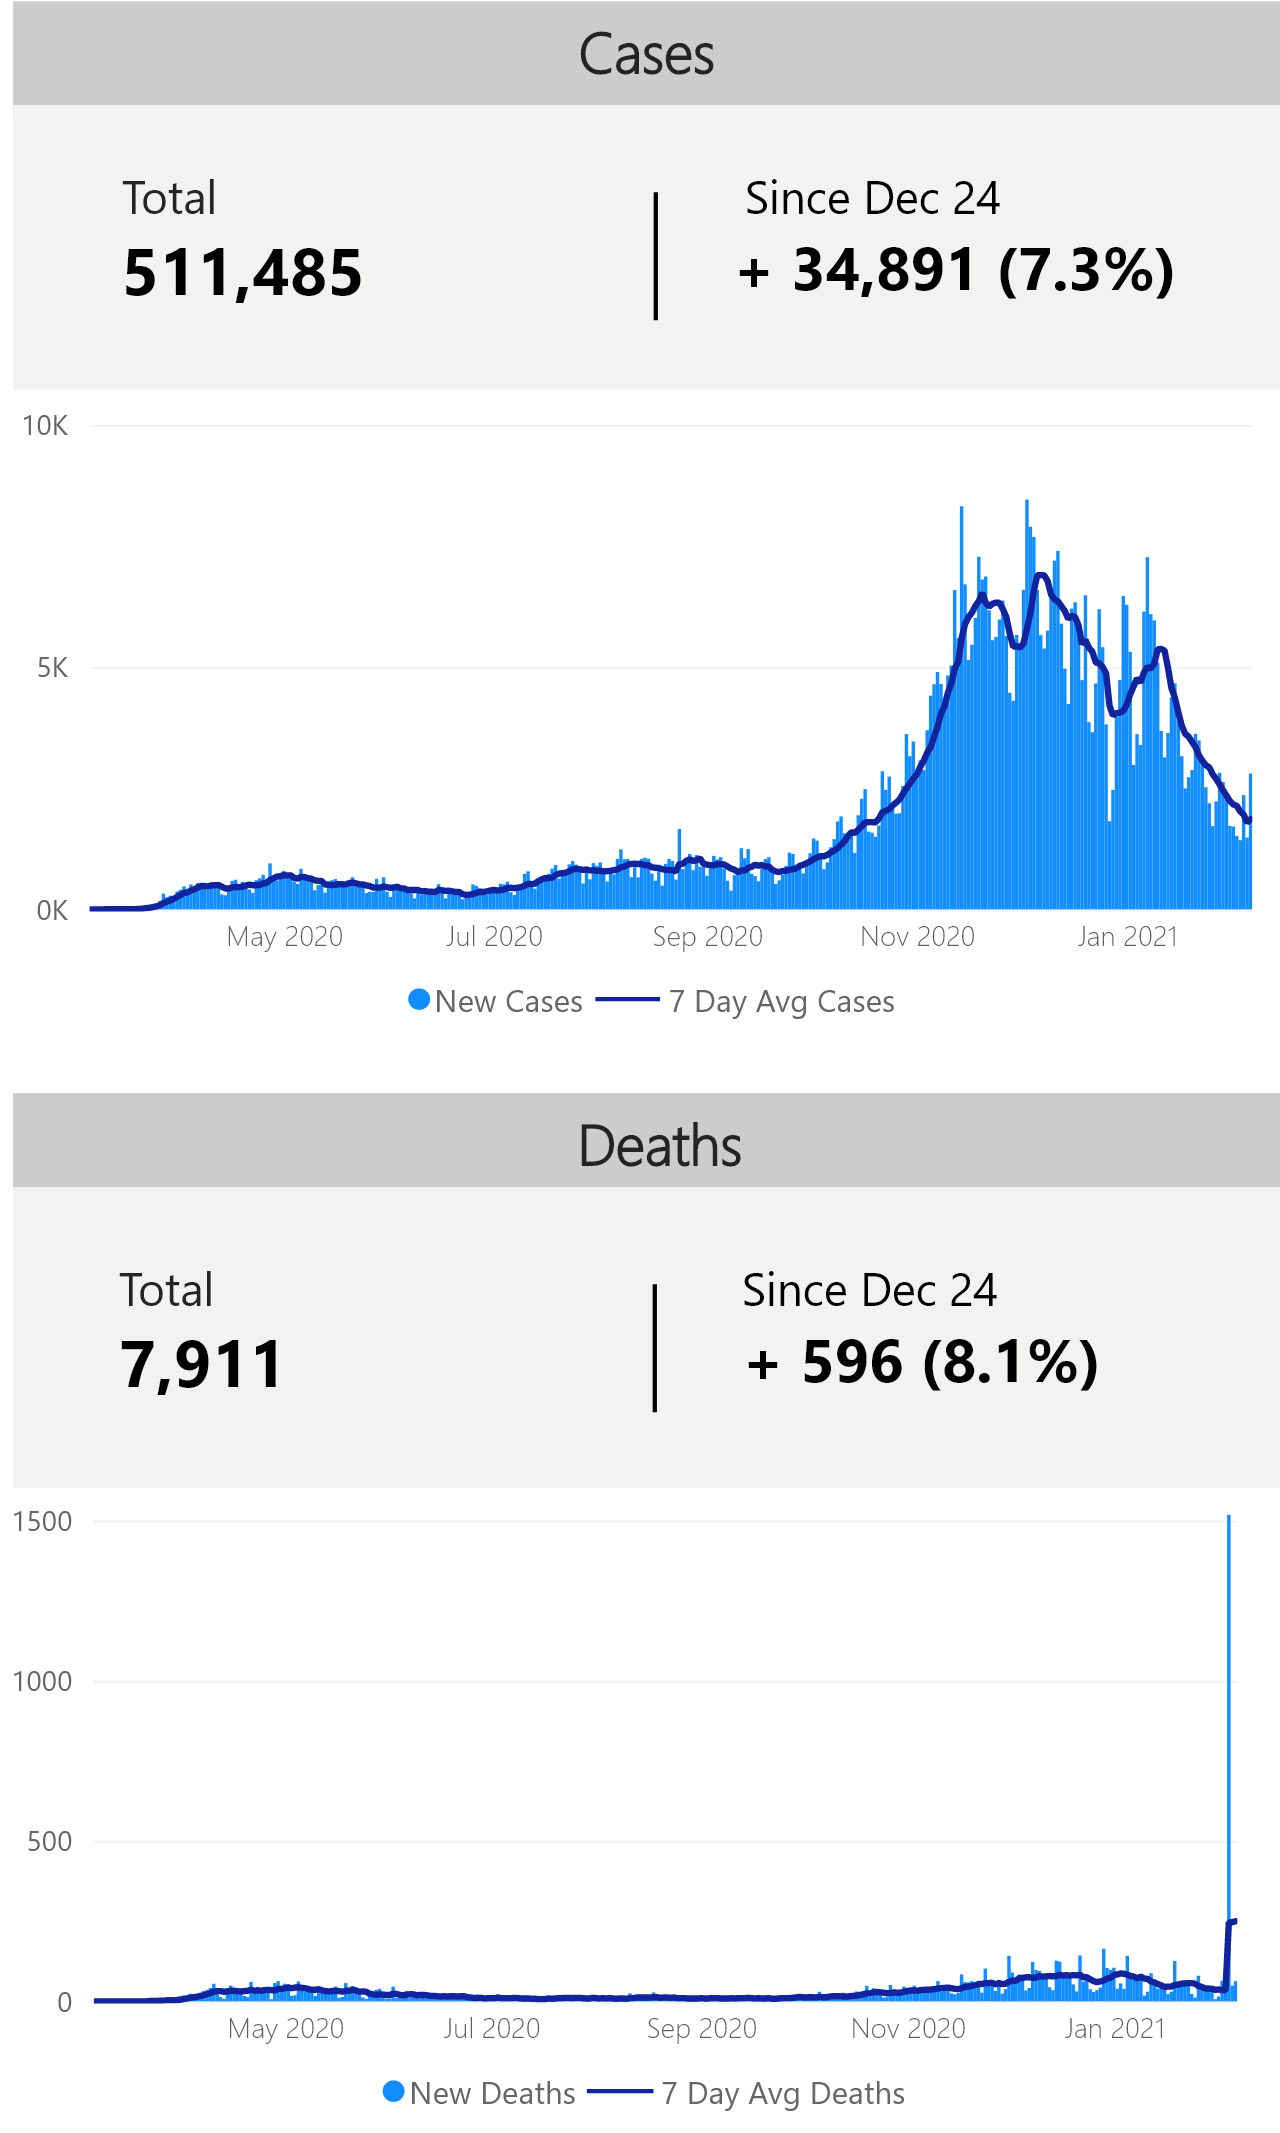 Cases
Total
Since Dec 24
511,485
+ 34,891 (7.3%)
10K
5K
0K
May 2020
Jul 2020
Sep 2020
Nov 2020
Jan 2021
New Cases
7 Day Avg Cases
Deaths
Total
Since Dec 24
7,911
+ 596 (8.1%)
1500
1000
500
0
May 2020
Jul 2020
Sep 2020
Nov 2020
Jan 2021
New Deaths
7 Day Avg Deaths